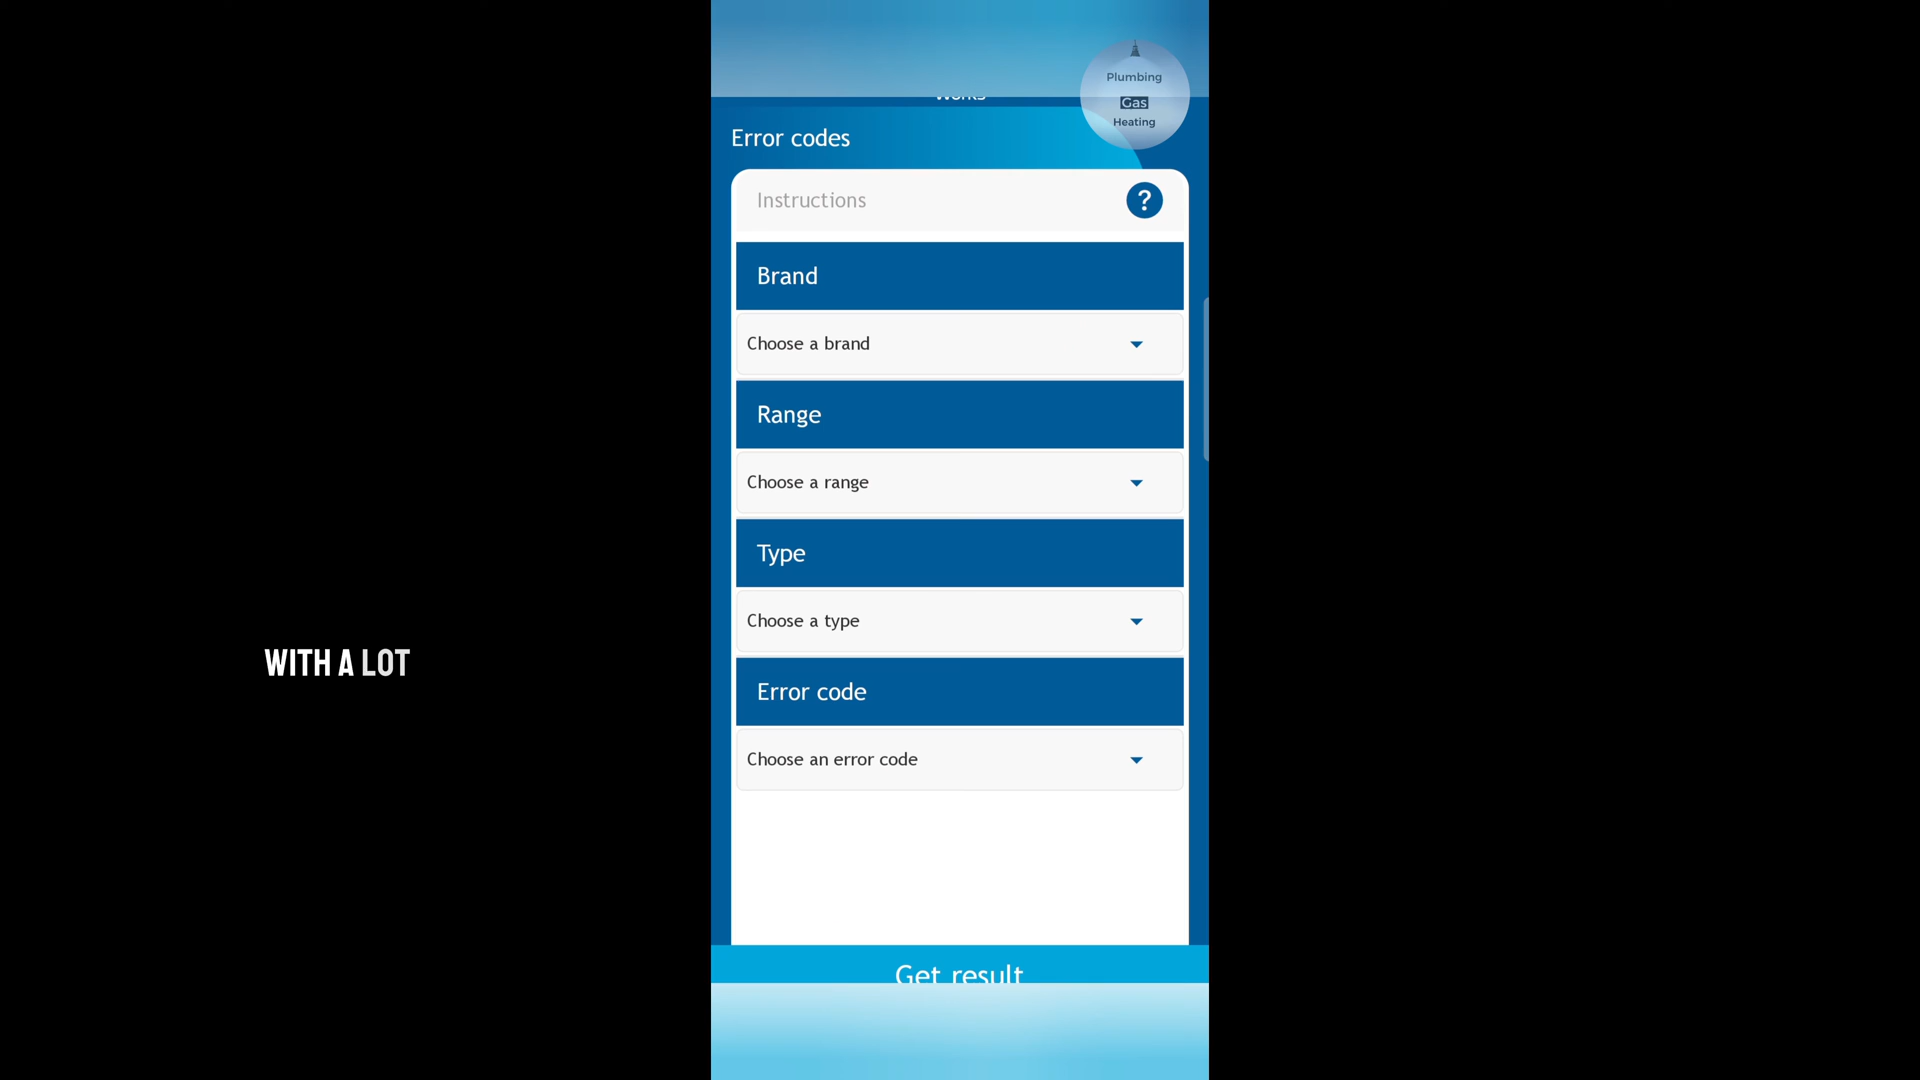 Plumbing
Gas
Heating
Works
Error codes
Instructions
?
Brand
Choose a brand
Range
Choose a range
Type
Choose a type
Error code
Choose an error code
WITH A LOT
Get result